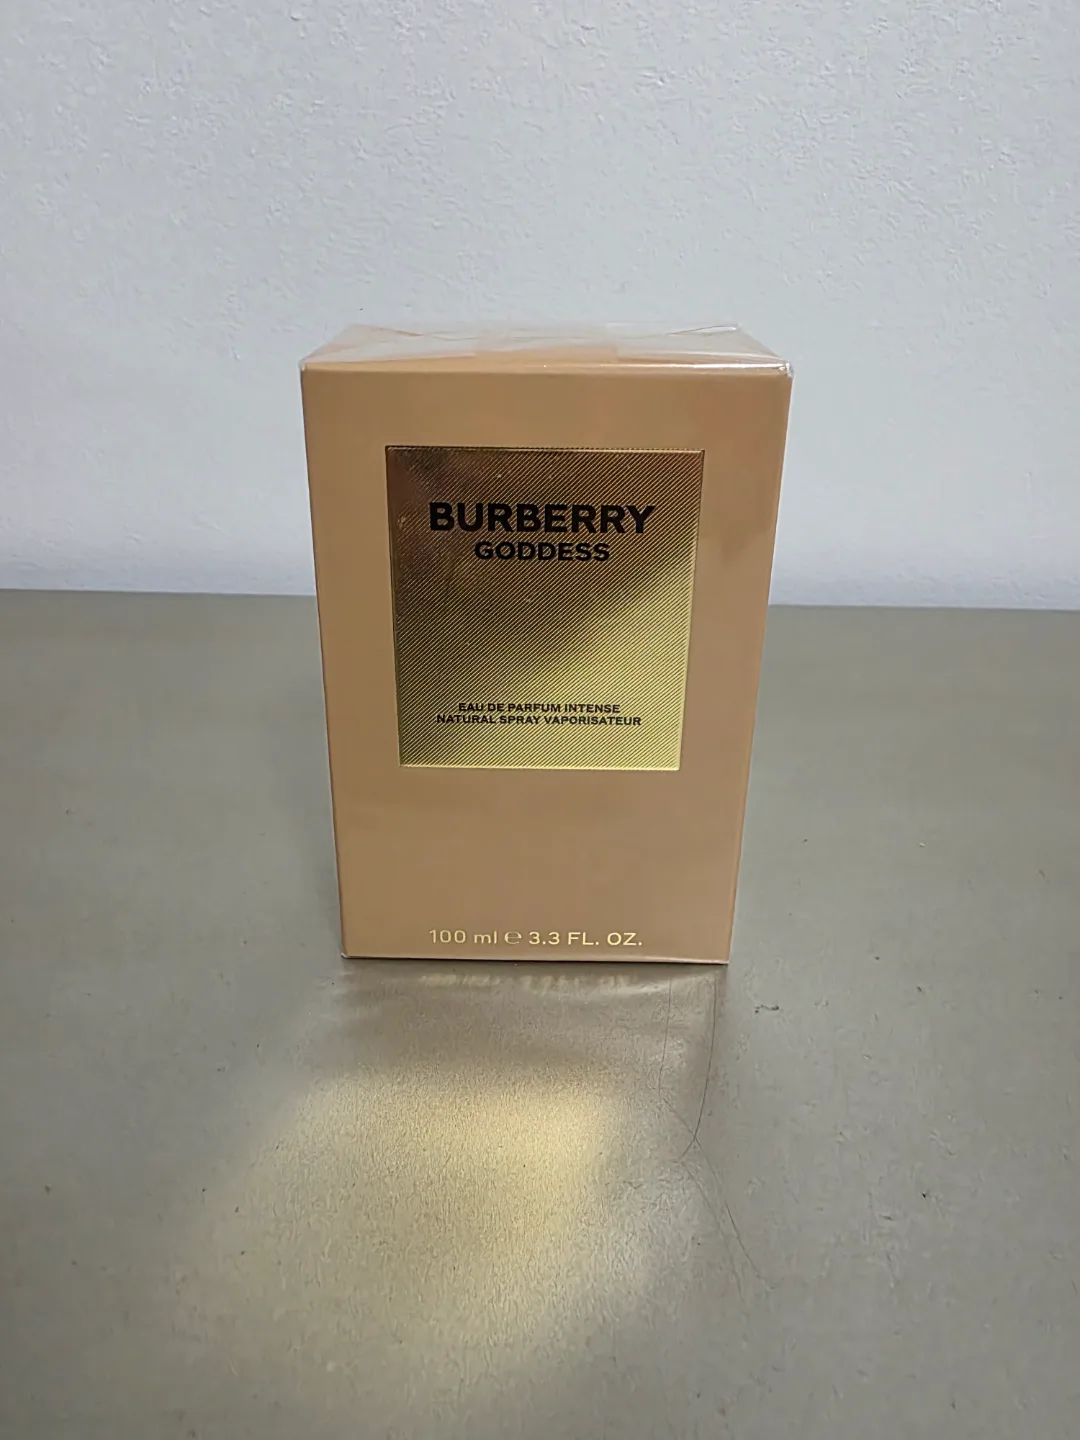 BURBERRY
GODDESS
EAU DE PARFUM INTENSE
NATURAL SPRAY VAPORISATEUR
100 ml ℮ 3.3 FL. OZ.